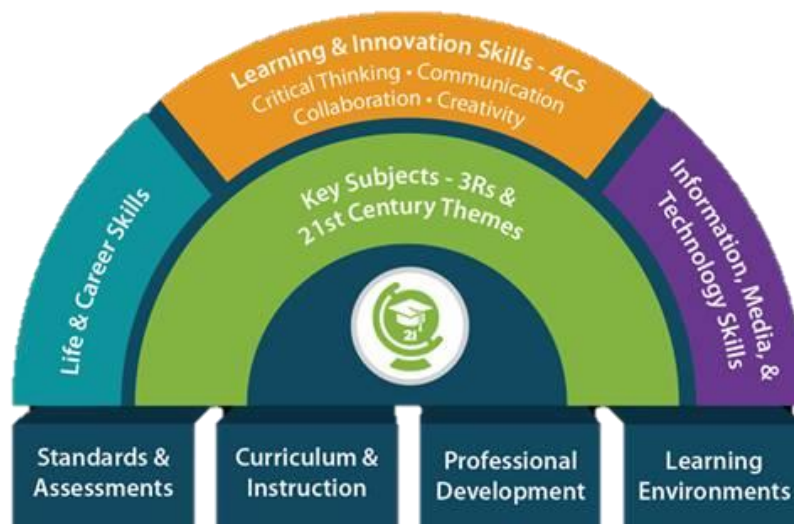 Learning & Innovation Skills - 4Cs
Critical Thinking • Communication
Collaboration • Creativity
Life & Career Skills
Key Subjects - 3Rs &
21st Century Themes
Information, Media, &
Technology Skills
21
Standards &
Assessments
Curriculum &
Instruction
Professional
Development
Learning
Environments